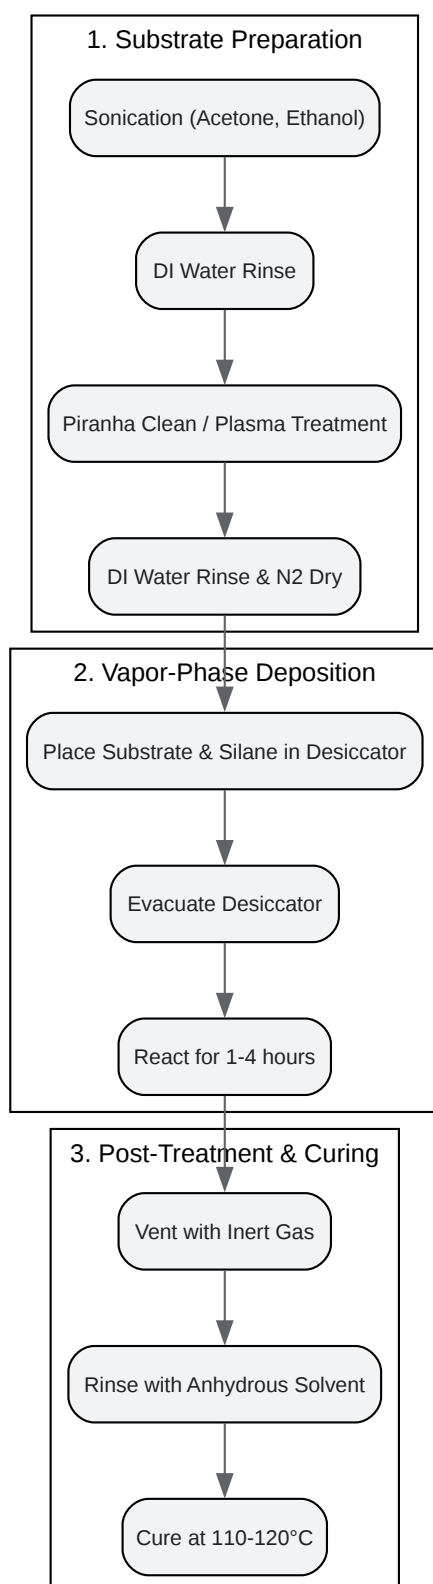 1. Substrate Preparation
Sonication (Acetone, Ethanol)
DI Water Rinse
Piranha Clean / Plasma Treatment
DI Water Rinse & N2 Dry
2. Vapor-Phase Deposition
Place Substrate & Silane in Desiccator
Evacuate Desiccator
React for 1-4 hours
3. Post-Treatment & Curing
Vent with Inert Gas
Rinse with Anhydrous Solvent
Cure at 110-120°C